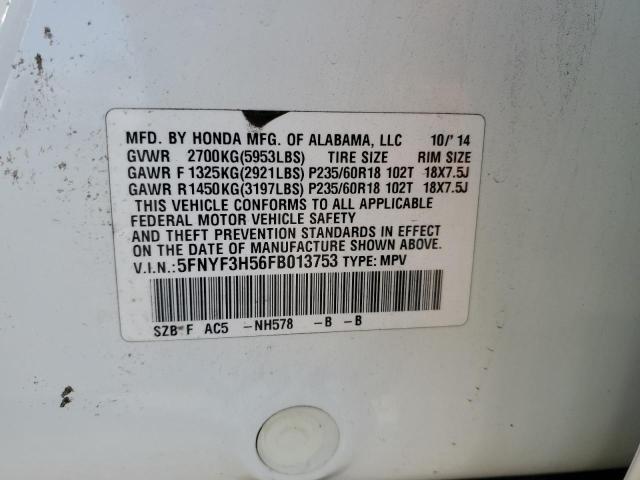 MFD. BY HONDA MFG. OF ALABAMA, LLC 10/'14
GVWR 2700KG(5953LBS) TIRE SIZE RIM SIZE
GAWR F 1325KG(2921LBS) P235/60R18 102T 18X7.5J
GAWR R 1450KG(3197LBS) P235/60R18 102T 18X7.5J
THIS VEHICLE CONFORMS TO ALL APPLICABLE
FEDERAL MOTOR VEHICLE SAFETY
AND THEFT PREVENTION STANDARDS IN EFFECT
ON THE DATE OF MANUFACTURE SHOWN ABOVE.
V.I.N.:5FNYF3H56FB013753 TYPE: MPV
SZB-F AC5 -NH578 -B -B